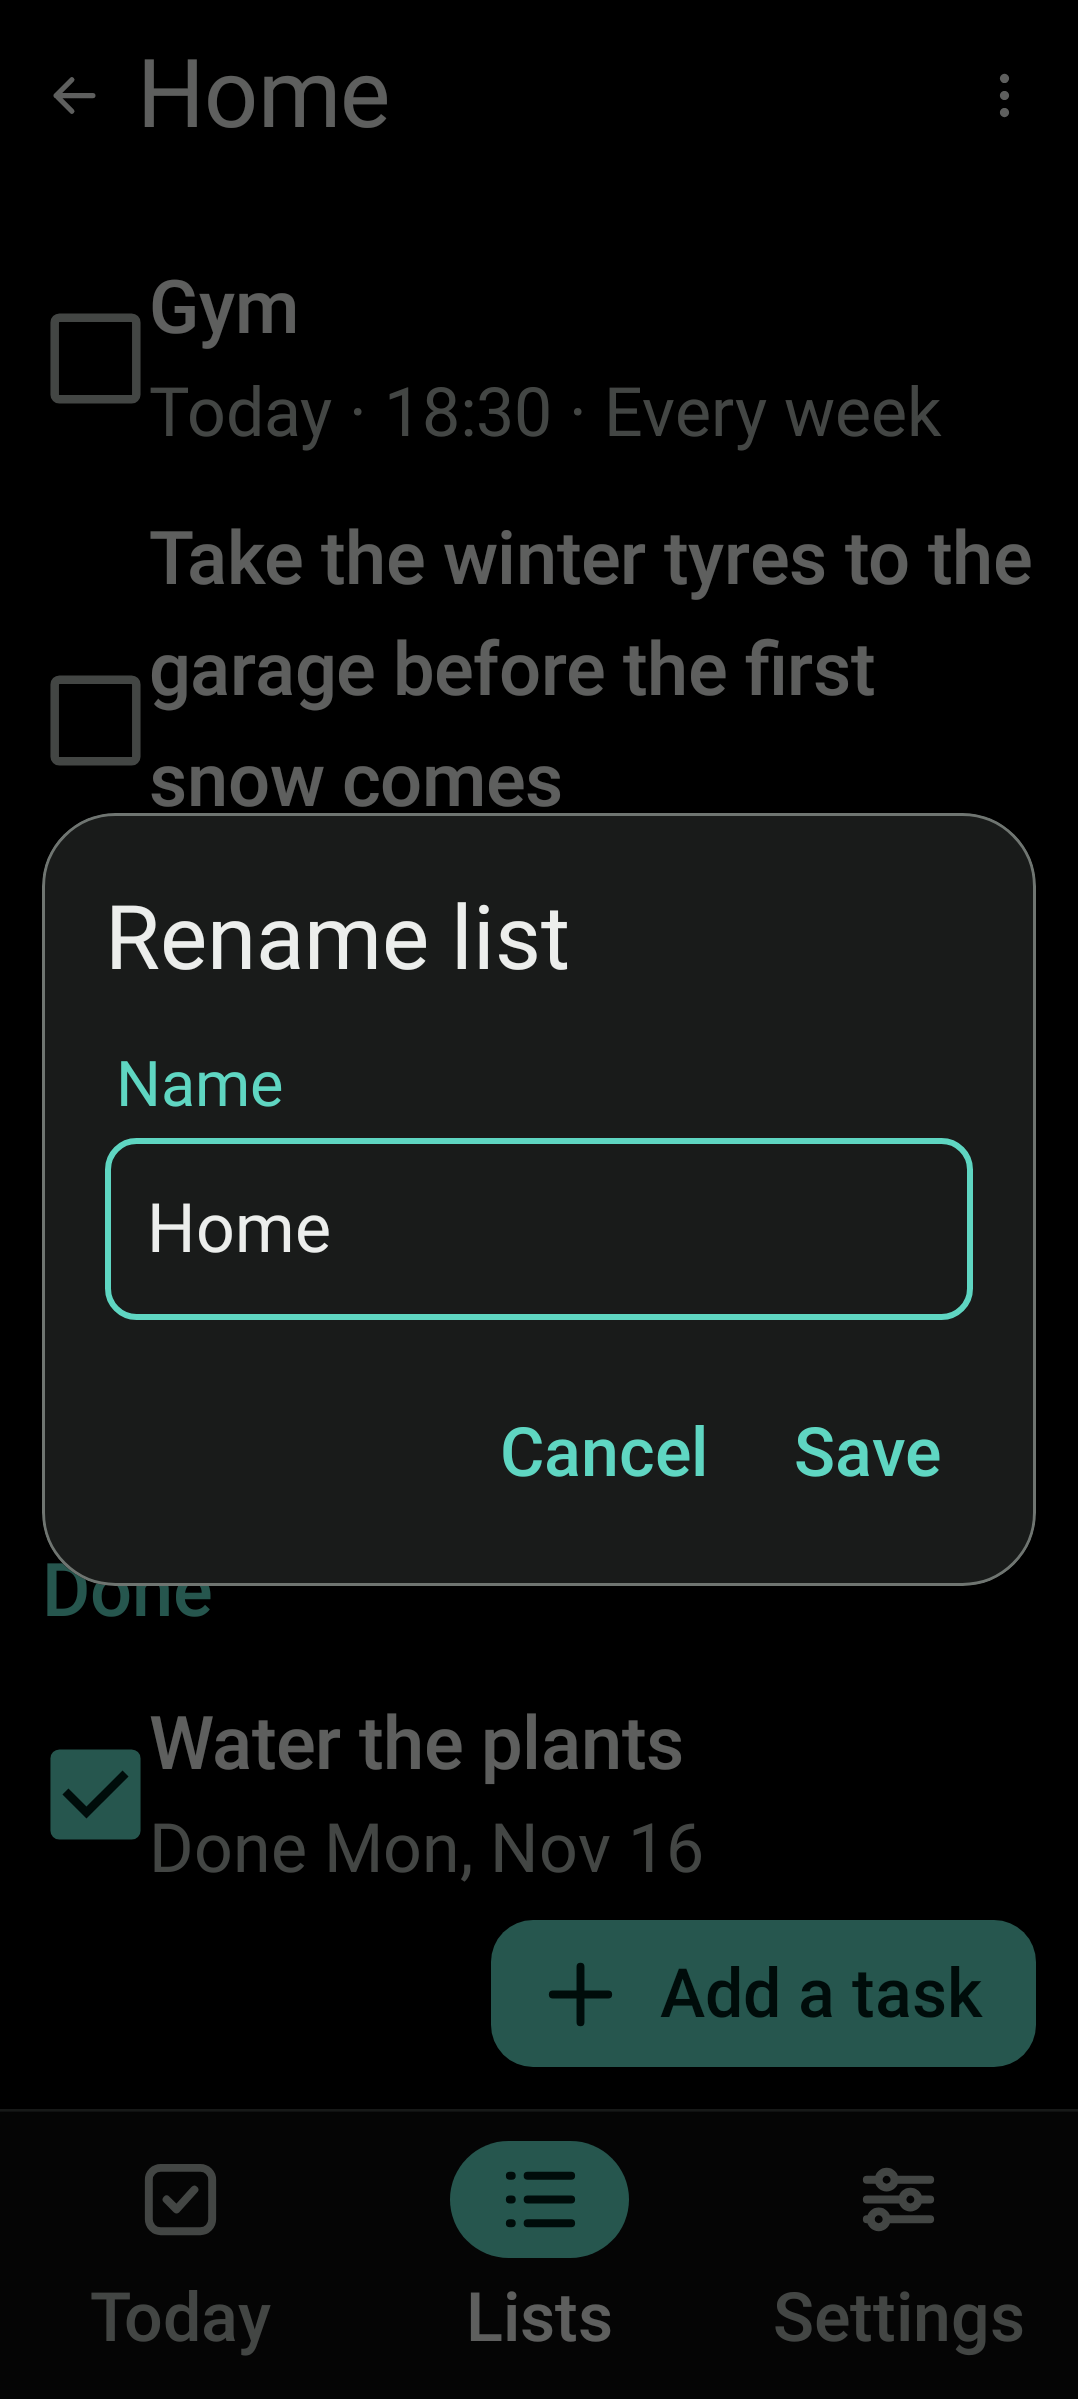 Home
Gym
Today · 18:30 · Every week
Take the winter tyres to the
garage before the first
snow comes
Rename list
Name
Home
Cancel
Save
Done
Water the plants
Done Mon, Nov 16
Add a task
Today
Lists
Settings